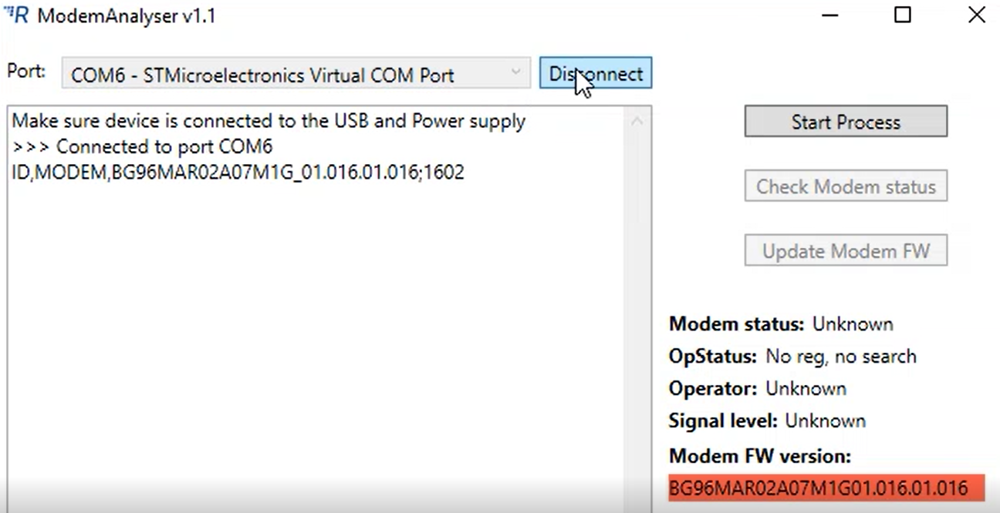 R ModemAnalyser v1.1
Port: COM6 - STMicroelectronics Virtual COM Port Disconnect
Make sure device is connected to the USB and Power supply
>>> Connected to port COM6
ID,MODEM,BG96MAR02A07M1G_01.016.01.016;1602
Start Process
Check Modem status
Update Modem FW
Modem status: Unknown
OpStatus: No reg, no search
Operator: Unknown
Signal level: Unknown
Modem FW version:
BG96MAR02A07M1G01.016.01.016